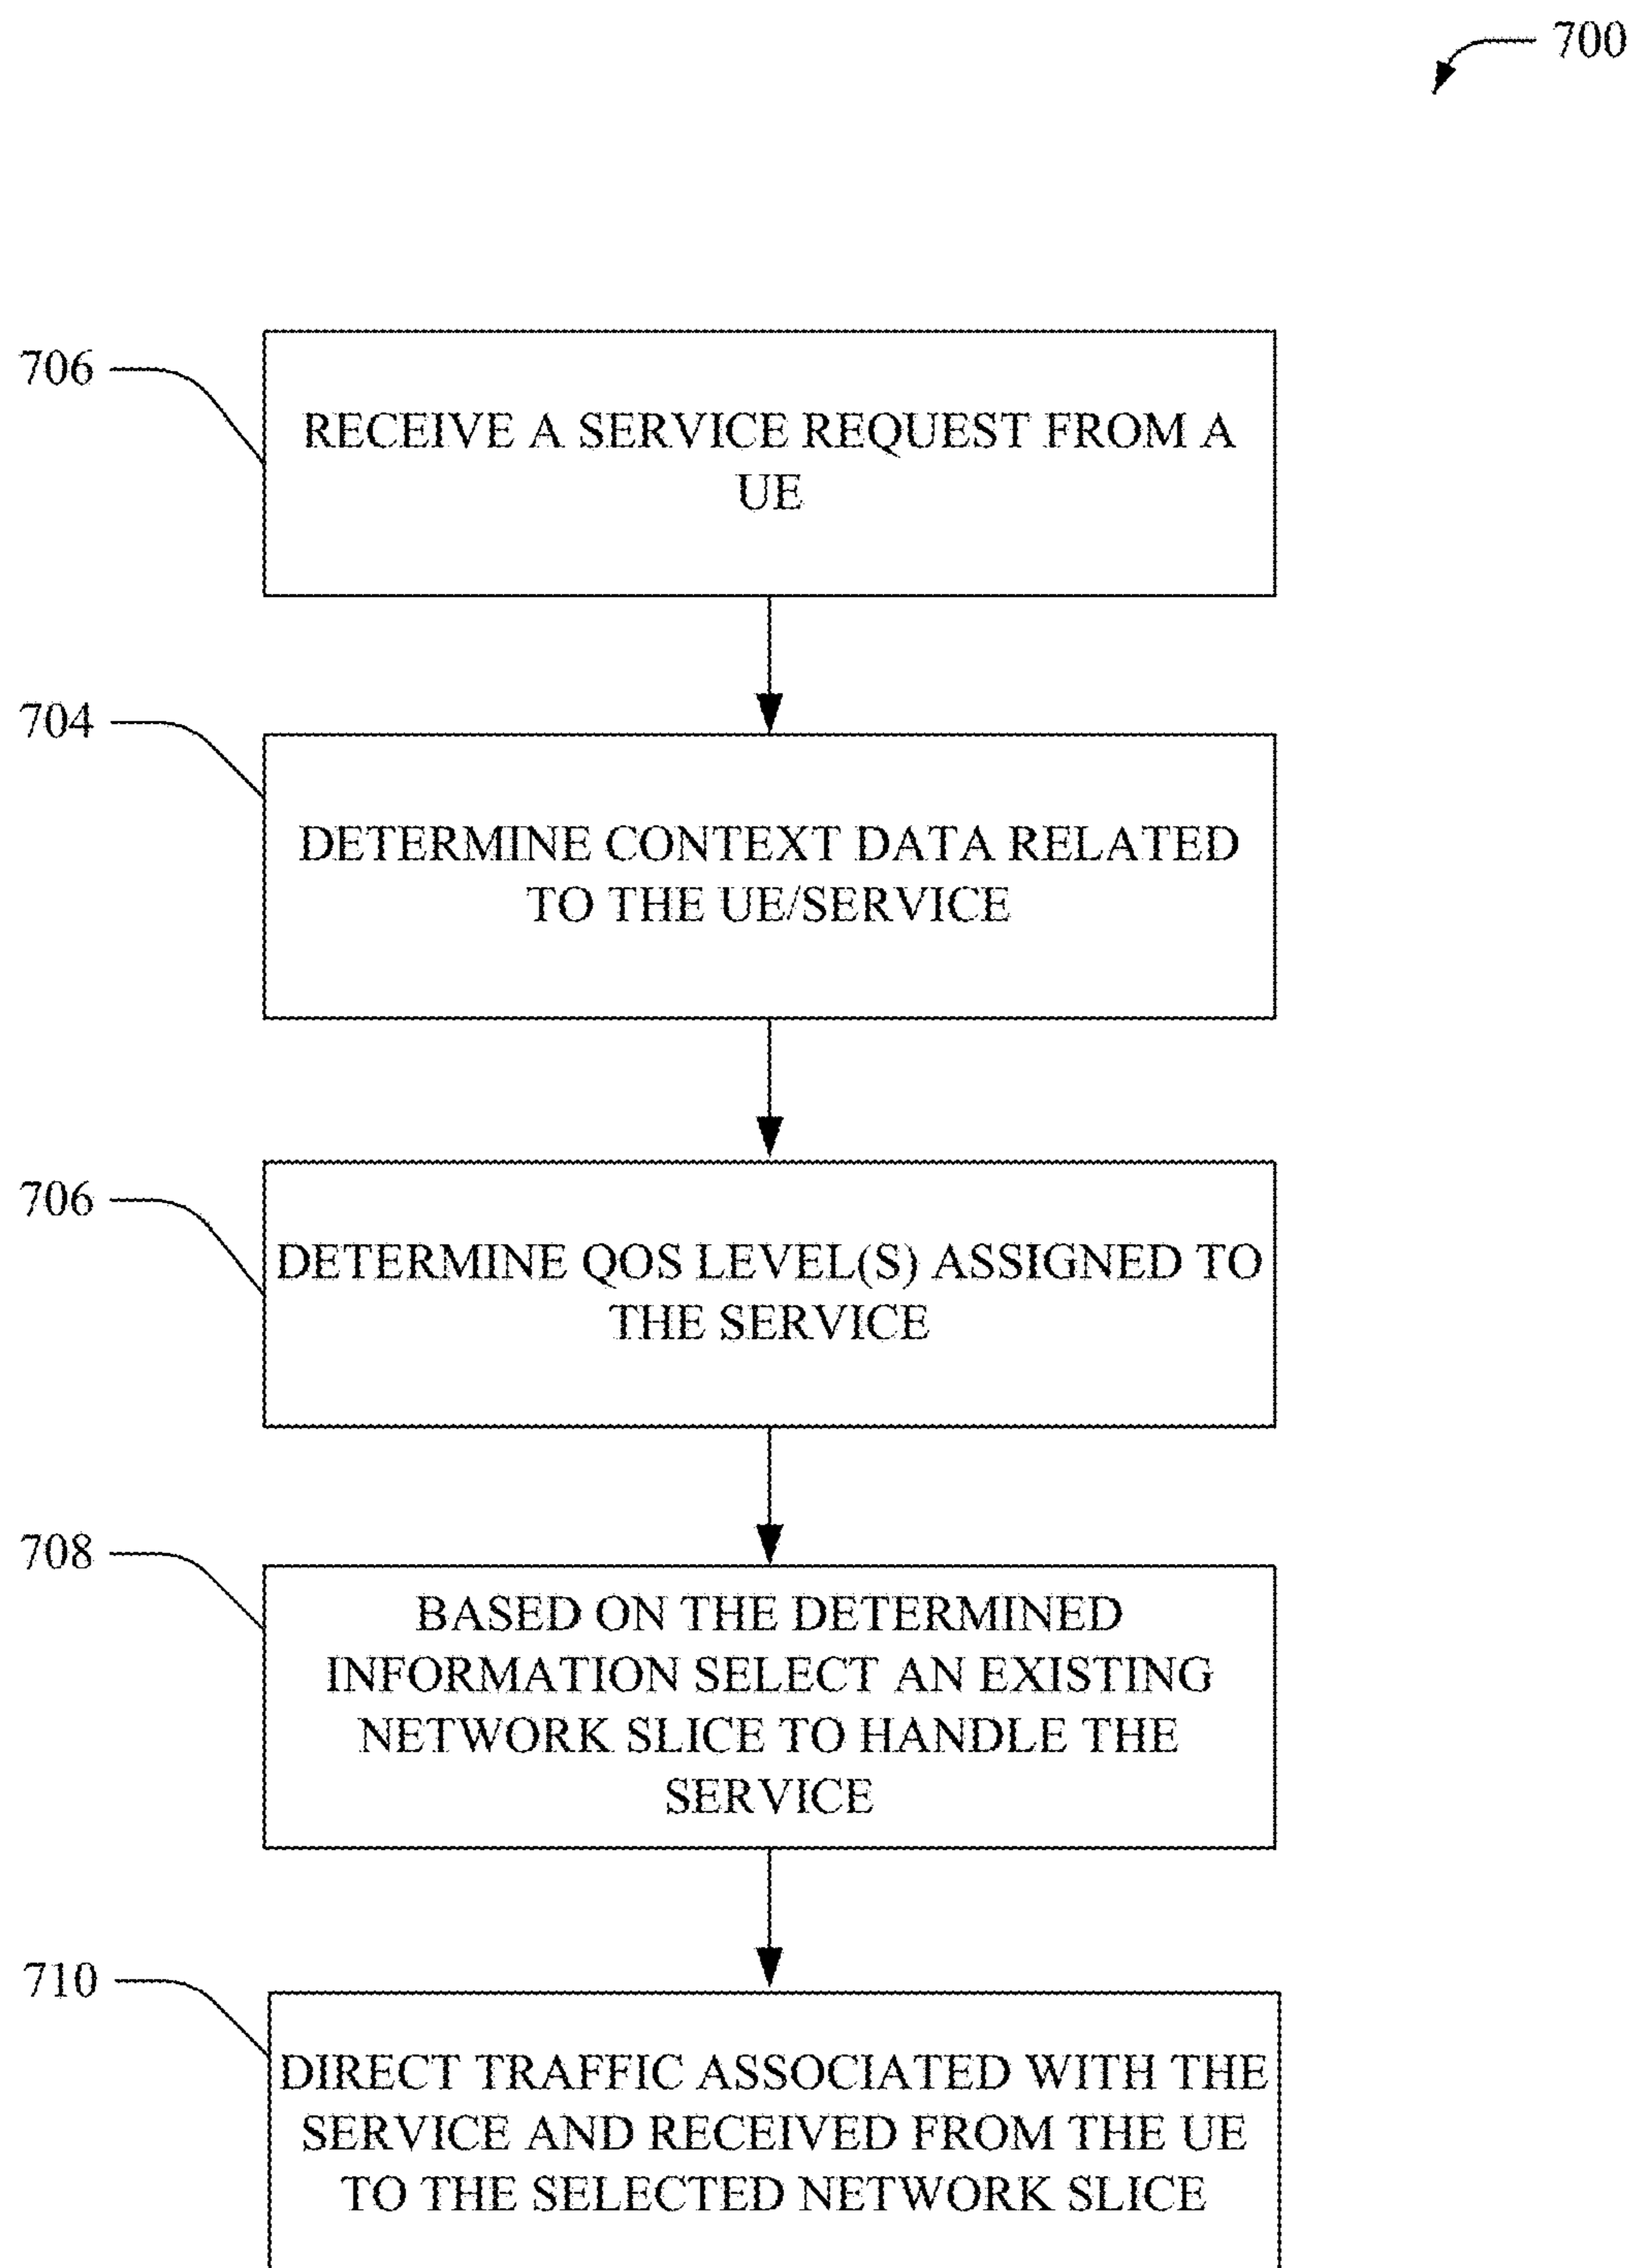 700
706
RECEIVE A SERVICE REQUEST FROM A
UE
704
DETERMINE CONTEXT DATA RELATED
TO THE UE/SERVICE
706
DETERMINE QOS LEVEL(S) ASSIGNED TO
THE SERVICE
708
BASED ON THE DETERMINED
INFORMATION SELECT AN EXISTING
NETWORK SLICE TO HANDLE THE
SERVICE
710
DIRECT TRAFFIC ASSOCIATED WITH THE
SERVICE AND RECEIVED FROM THE UE
TO THE SELECTED NETWORK SLICE